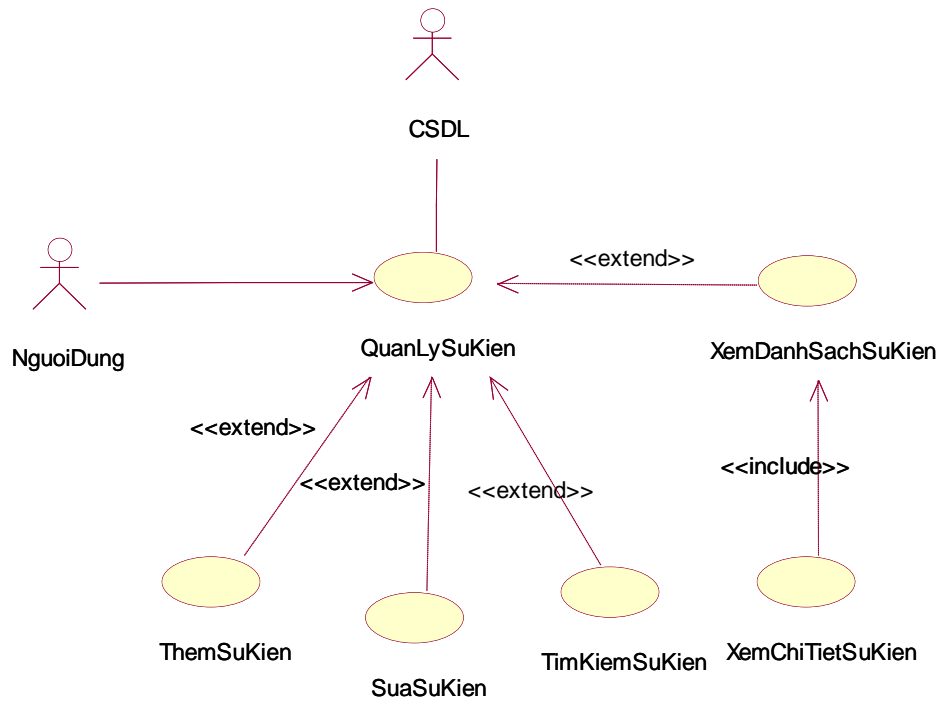 CSDL
<<extend>>
NguoiDung
QuanLySuKien
XemDanhSachSuKien
<<extend>>
<<extend>>
<<extend>>
<<include>>
ThemSuKien
SuaSuKien
TimKiemSuKien
XemChiTietSuKien